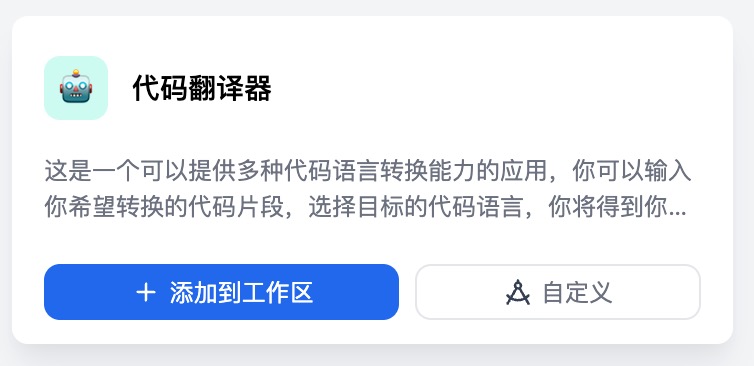 代码翻译器
这是一个可以提供多种代码语言转换能力的应用，你可以输入
你希望转换的代码片段，选择目标的代码语言，你将得到你...
添加到工作区
自定义